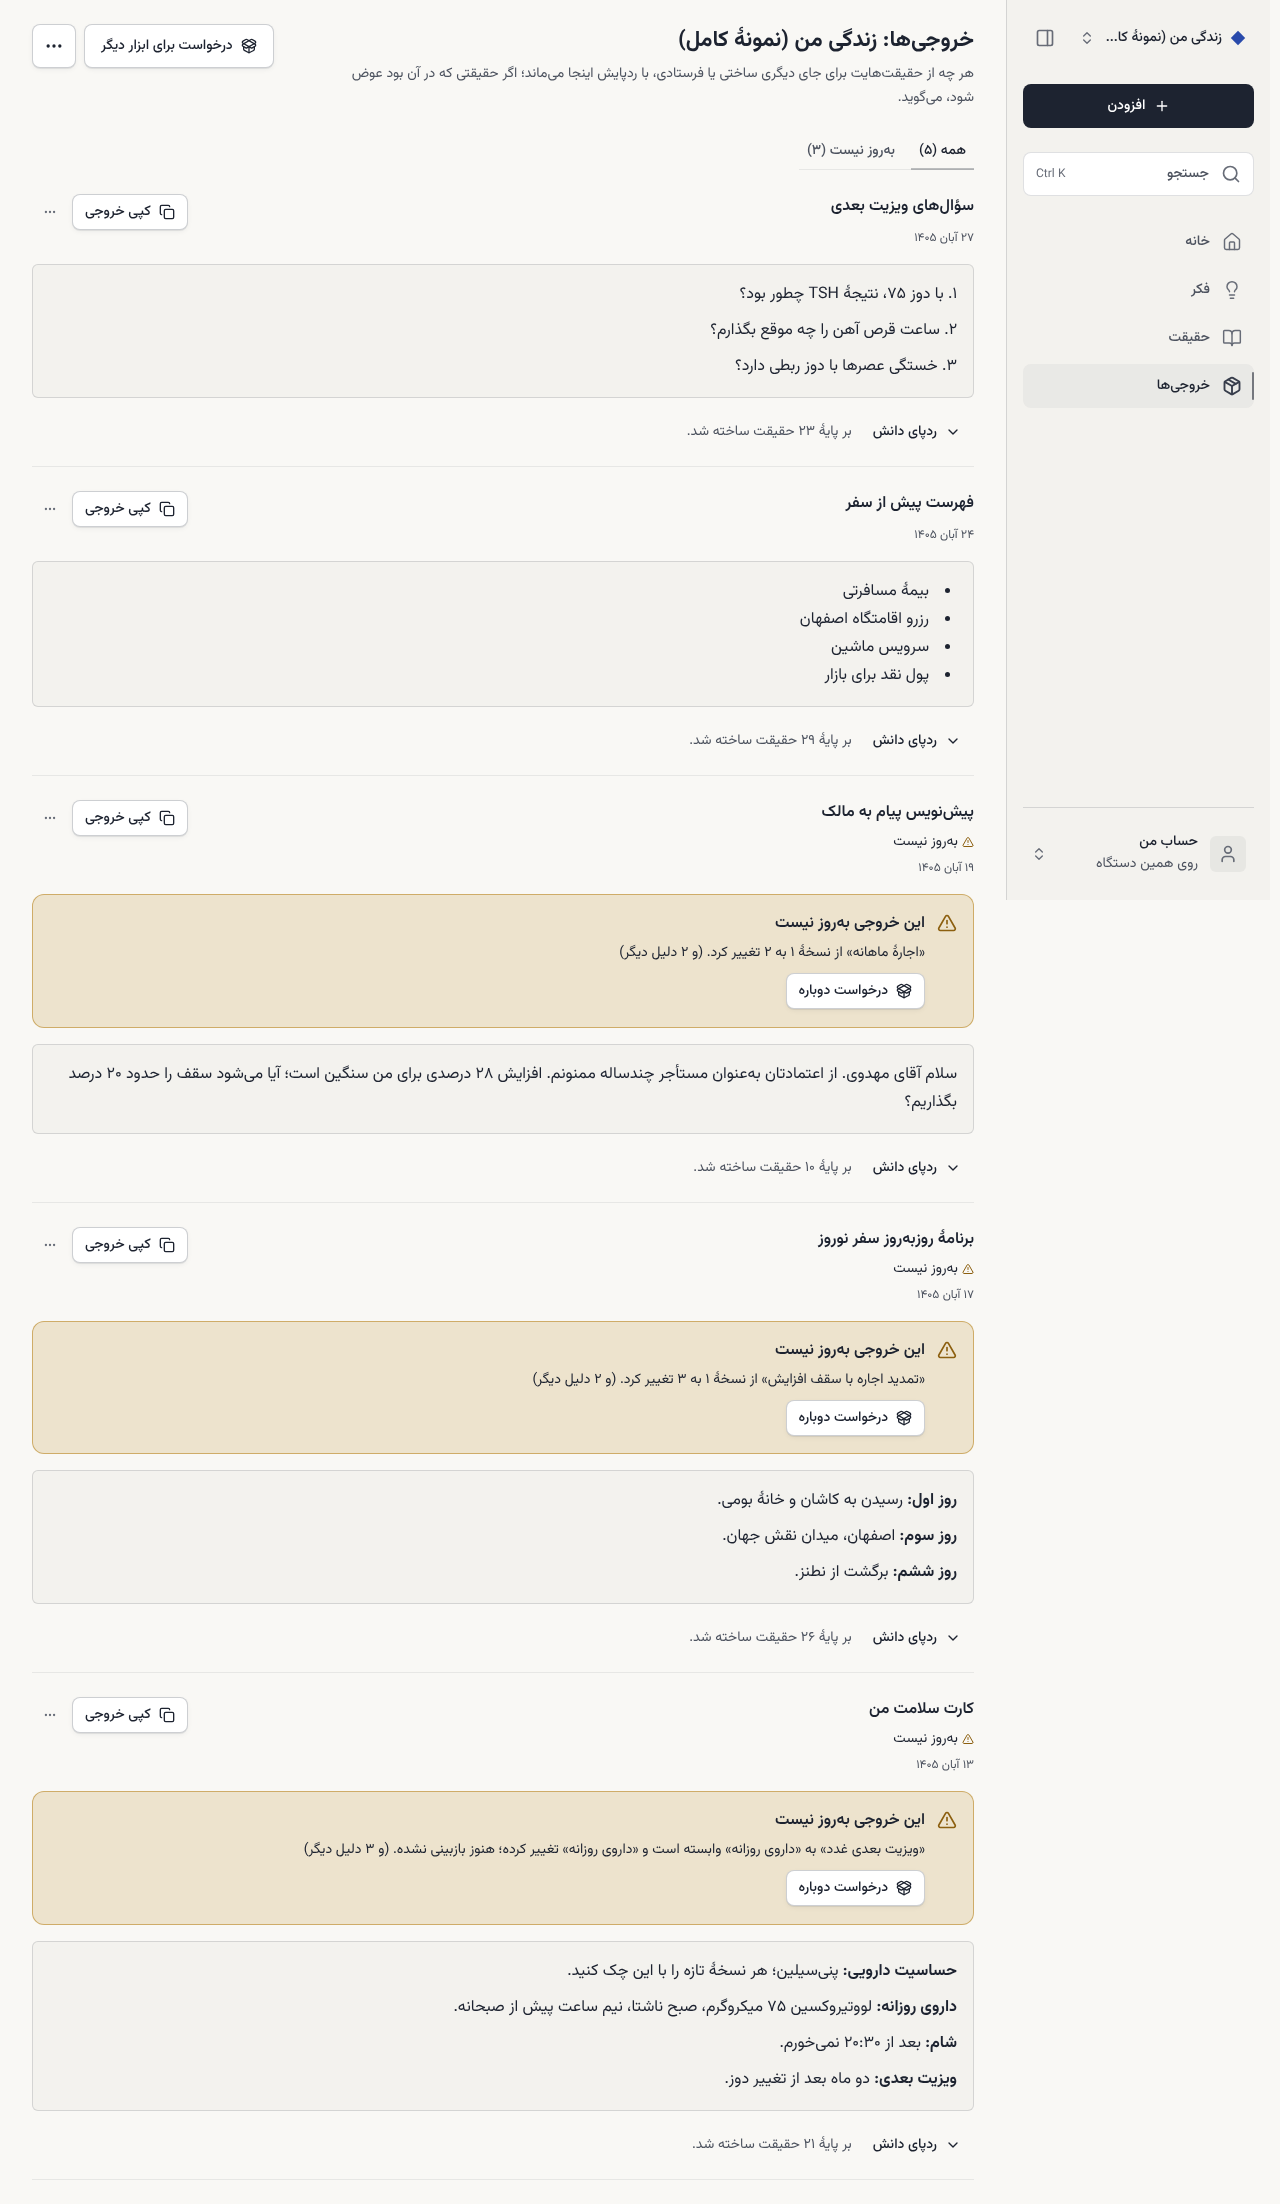 زندگی من (نمونهٔ کا...
افزودن
جستجو
Ctrl K
خانه
فکر
حقیقت
خروجی‌ها
حساب من
روی همین دستگاه
خروجی‌ها: زندگی من (نمونهٔ کامل)
هر چه از حقیقت‌هایت برای جای دیگری ساختی یا فرستادی، با ردپایش اینجا می‌ماند؛ اگر حقیقتی که در آن بود عوض
شود، می‌گوید.
درخواست برای ابزار دیگر
همه (۵)
به‌روز نیست (۳)
سؤال‌های ویزیت بعدی
کپی خروجی
۲۷ آبان ۱۴۰۵
۱. با دوز ۷۵، نتیجهٔ TSH چطور بود؟
۲. ساعت قرص آهن را چه موقع بگذارم؟
۳. خستگی عصرها با دوز ربطی دارد؟
ردپای دانش بر پایهٔ ۲۳ حقیقت ساخته شد.
فهرست پیش از سفر
کپی خروجی
۲۴ آبان ۱۴۰۵
• بیمهٔ مسافرتی
• رزرو اقامتگاه اصفهان
• سرویس ماشین
• پول نقد برای بازار
ردپای دانش بر پایهٔ ۲۹ حقیقت ساخته شد.
پیش‌نویس پیام به مالک
کپی خروجی
به‌روز نیست
۱۹ آبان ۱۴۰۵
این خروجی به‌روز نیست
«اجارهٔ ماهانه» از نسخهٔ ۱ به ۲ تغییر کرد. (و ۲ دلیل دیگر)
درخواست دوباره
سلام آقای مهدوی. از اعتمادتان به‌عنوان مستأجر چندساله ممنونم. افزایش ۲۸ درصدی برای من سنگین است؛ آیا می‌شود سقف را حدود ۲۰ درصد
بگذاریم؟
ردپای دانش بر پایهٔ ۱۰ حقیقت ساخته شد.
برنامهٔ روزبه‌روز سفر نوروز
کپی خروجی
به‌روز نیست
۱۷ آبان ۱۴۰۵
این خروجی به‌روز نیست
«تمدید اجاره با سقف افزایش» از نسخهٔ ۱ به ۳ تغییر کرد. (و ۲ دلیل دیگر)
درخواست دوباره
روز اول: رسیدن به کاشان و خانهٔ بومی.
روز سوم: اصفهان، میدان نقش جهان.
روز ششم: برگشت از نطنز.
ردپای دانش بر پایهٔ ۲۶ حقیقت ساخته شد.
کارت سلامت من
کپی خروجی
به‌روز نیست
۱۳ آبان ۱۴۰۵
این خروجی به‌روز نیست
«ویزیت بعدی غدد» به «داروی روزانه» وابسته است و «داروی روزانه» تغییر کرده؛ هنوز بازبینی نشده. (و ۳ دلیل دیگر)
درخواست دوباره
حساسیت دارویی: پنی‌سیلین؛ هر نسخهٔ تازه را با این چک کنید.
داروی روزانه: لووتیروکسین ۷۵ میکروگرم، صبح ناشتا، نیم ساعت پیش از صبحانه.
شام: بعد از ۲۰:۳۰ نمی‌خورم.
ویزیت بعدی: دو ماه بعد از تغییر دوز.
ردپای دانش بر پایهٔ ۲۱ حقیقت ساخته شد.